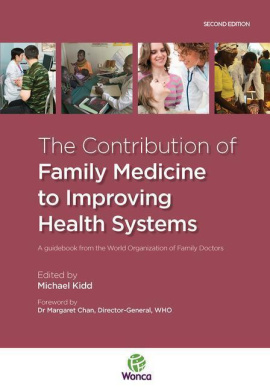 SECOND EDITION
The Contribution of
Family Medicine
to Improving
Health Systems
A guidebook from the World Organization of Family Doctors
Edited by
Michael Kidd
Foreword by
Dr Margaret Chan, Director-General, WHO
Wonca